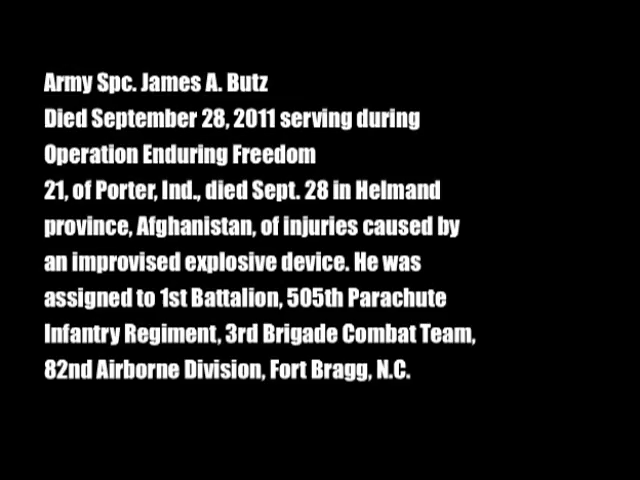 Army Spc. James A. Butz
Died September 28, 2011 serving during
Operation Enduring Freedom
21, of Porter, Ind., died Sept. 28 in Helmand
province, Afghanistan, of injuries caused by
an improvised explosive device. He was
assigned to 1st Battalion, 505th Parachute
Infantry Regiment, 3rd Brigade Combat Team,
82nd Airborne Division, Fort Bragg, N.C.